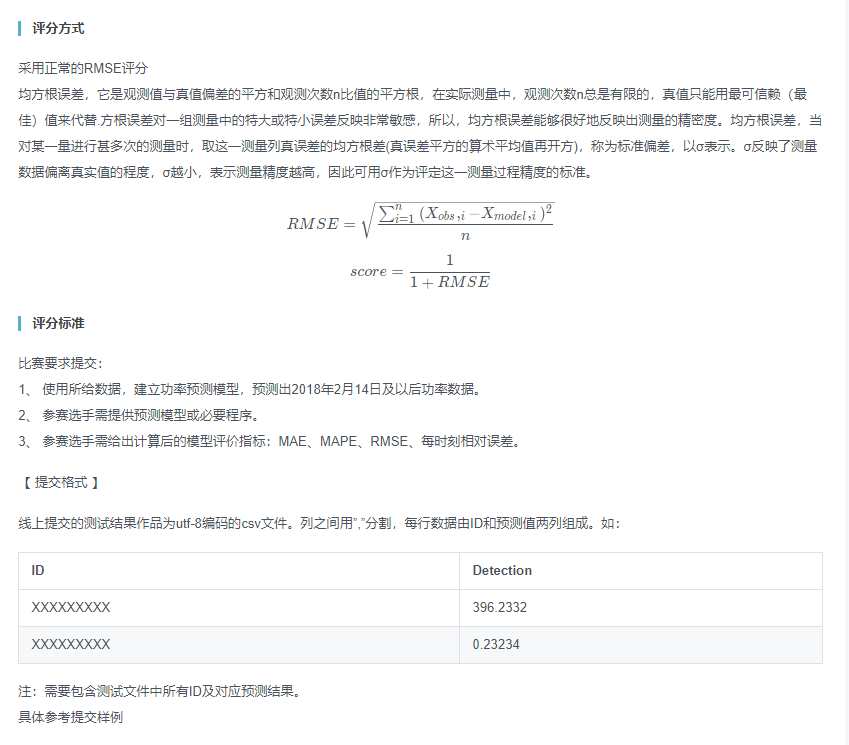 评分方式
采用正常的RMSE评分
均方根误差，它是观测值与真值偏差的平方和观测次数n比值的平方根，在实际测量中，观测次数n总是有限的，真值只能用最可信赖（最
佳）值来代替.方根误差对一组测量中的特大或特小误差反映非常敏感，所以，均方根误差能够很好地反映出测量的精密度。均方根误差，当
对某一量进行甚多次的测量时，取这一测量列真误差的均方根差(真误差平方的算术平均值再开方)，称为标准偏差，以σ表示。σ反映了测量
数据偏离真实值的程度，σ越小，表示测量精度越高，因此可用σ作为评定这一测量过程精度的标准。
RMSE = √(∑ⁿᵢ₌₁ (X_obs,i − X_model,i)² / n)
score = 1 / (1 + RMSE)
评分标准
比赛要求提交：
1、 使用所给数据，建立功率预测模型，预测出2018年2月14日及以后功率数据。
2、 参赛选手需提供预测模型或必要程序。
3、 参赛选手需给出计算后的模型评价指标：MAE、MAPE、RMSE、每时刻相对误差。
【 提交格式 】
线上提交的测试结果作品为utf-8编码的csv文件。列之间用”,”分割，每行数据由ID和预测值两列组成。如：
ID Detection
XXXXXXXXX 396.2332
XXXXXXXXX 0.23234
注：需要包含测试文件中所有ID及对应预测结果。
具体参考提交样例